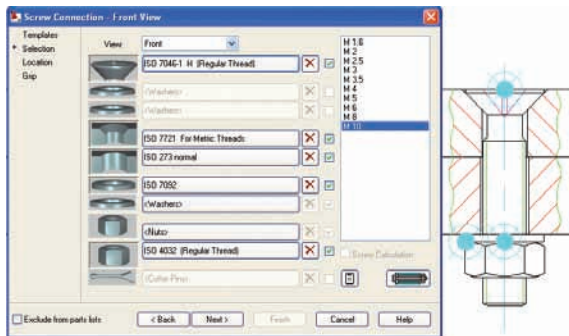 Screw Connection - Front View
Templates
Selection
Location
Grip
View
Front
ISO 7046-1 H (Regular Thread)
<Washers>
<Washers>
ISO 7721 For Metric Threads
ISO 273 normal
ISO 7092
<Washers>
<Nuts>
ISO 4032 (Regular Thread)
<Cotter Pins>
M 1.6
M 2
M 2.5
M 3
M 3.5
M 4
M 5
M 6
M 8
M 10
Screw Calculation
Exclude from parts lists
< Back
Next >
Finish
Cancel
Help